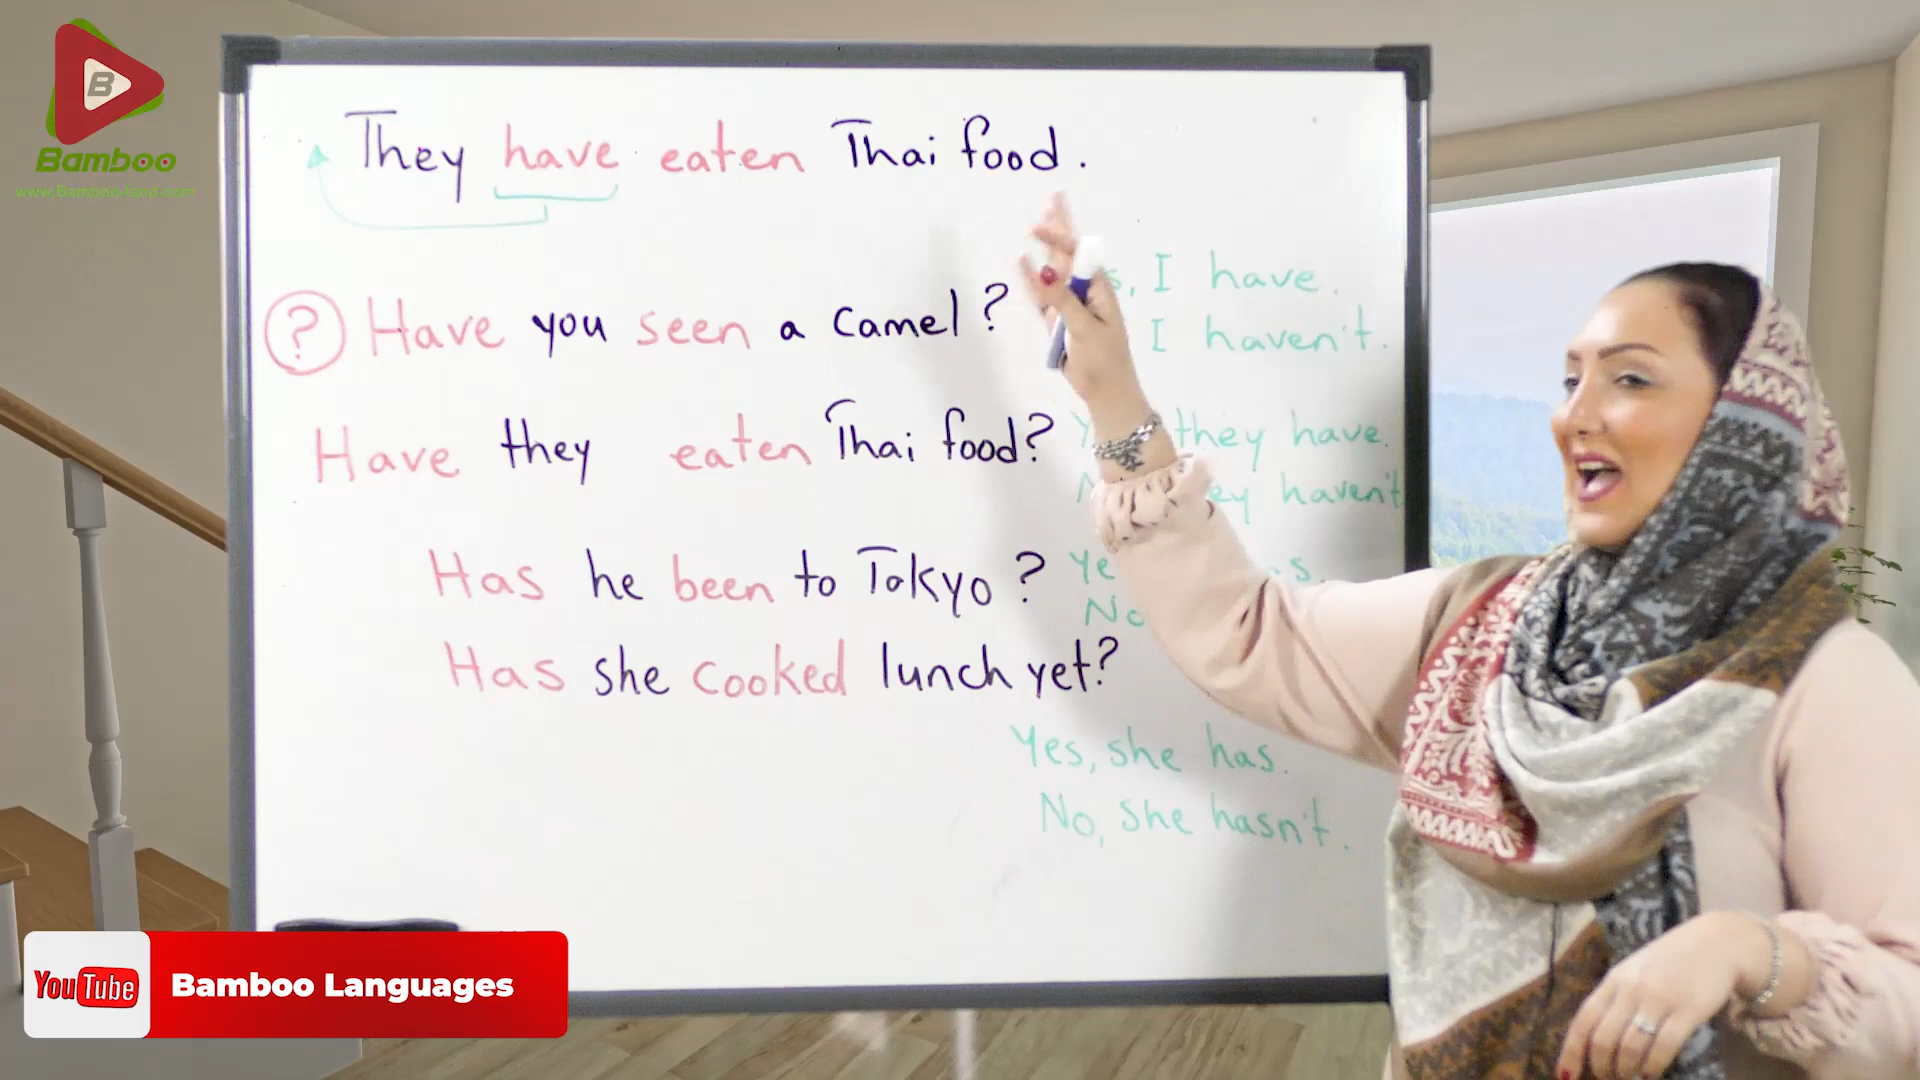 B
Bamboo
They have eaten Thai food.
? Have you seen a camel?
I have.
I haven't.
Have they eaten Thai food?
they have.
haven't
Has he been to Tokyo?
No
Has she cooked lunch yet?
Yes, she has.
No, she hasn't.
YouTube Bamboo Languages